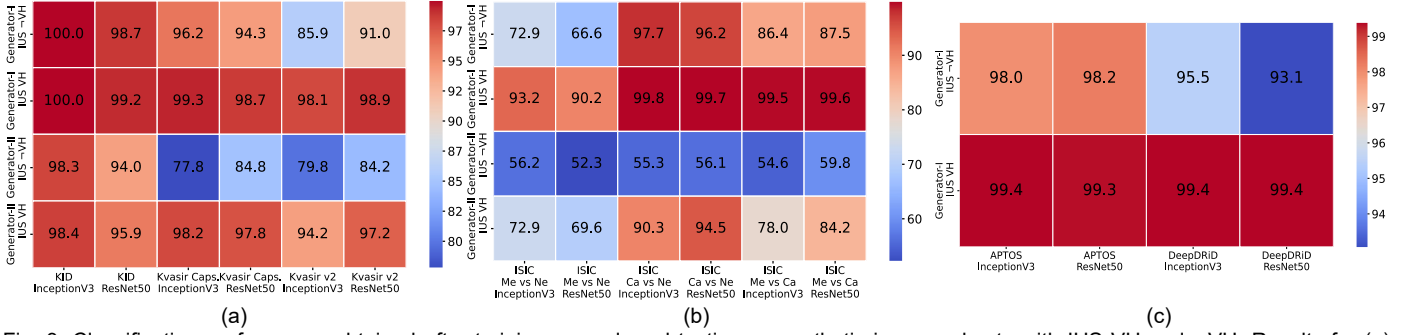 Generator-I
IUS ¬VH
100.0 98.7 96.2 94.3 85.9 91.0
Generator-I
IUS VH
100.0 99.2 99.3 98.7 98.1 98.9
Generator-II
IUS ¬VH
98.3 94.0 77.8 84.8 79.8 84.2
Generator-II
IUS VH
98.4 95.9 98.2 97.8 94.2 97.2
KID InceptionV3
KID ResNet50
Kvasir Caps. InceptionV3
Kvasir Caps. ResNet50
Kvasir v2 InceptionV3
Kvasir v2 ResNet50
97.5
95.0
92.5
90.0
87.5
85.0
82.5
80.0
(a)
Generator-I
IUS ¬VH
72.9 66.6 97.7 96.2 86.4 87.5
Generator-I
IUS VH
93.2 90.2 99.8 99.7 99.5 99.6
Generator-II
IUS ¬VH
56.2 52.3 55.3 56.1 54.6 59.8
Generator-II
IUS VH
72.9 69.6 90.3 94.5 78.0 84.2
ISIC Me vs Ne InceptionV3
ISIC Me vs Ne ResNet50
ISIC Ca vs Ne InceptionV3
ISIC Ca vs Ne ResNet50
ISIC Me vs Ca InceptionV3
ISIC Me vs Ca ResNet50
90
80
70
60
(b)
Generator-I
IUS ¬VH
98.0 98.2 95.5 93.1
Generator-I
IUS VH
99.4 99.3 99.4 99.4
APTOS InceptionV3
APTOS ResNet50
DeepDRiD InceptionV3
DeepDRiD ResNet50
99
98
97
96
95
94
(c)